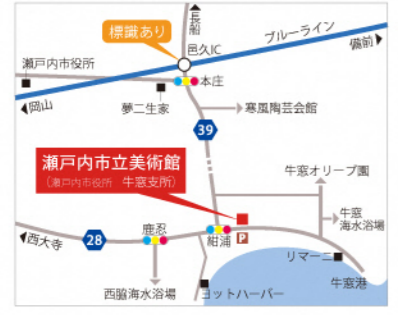 長船
標識あり
ブルーライン
備前
邑久IC
瀬戸内市役所
本庄
岡山
夢二生家
寒風陶芸会館
39
瀬戸内市立美術館
(瀬戸内市役所 牛窓支所)
牛窓オリーブ園
牛窓
海水浴場
鹿忍
紺浦
西大寺
28
P
リマーニ
西脇海水浴場
ヨットハーバー
牛窓港